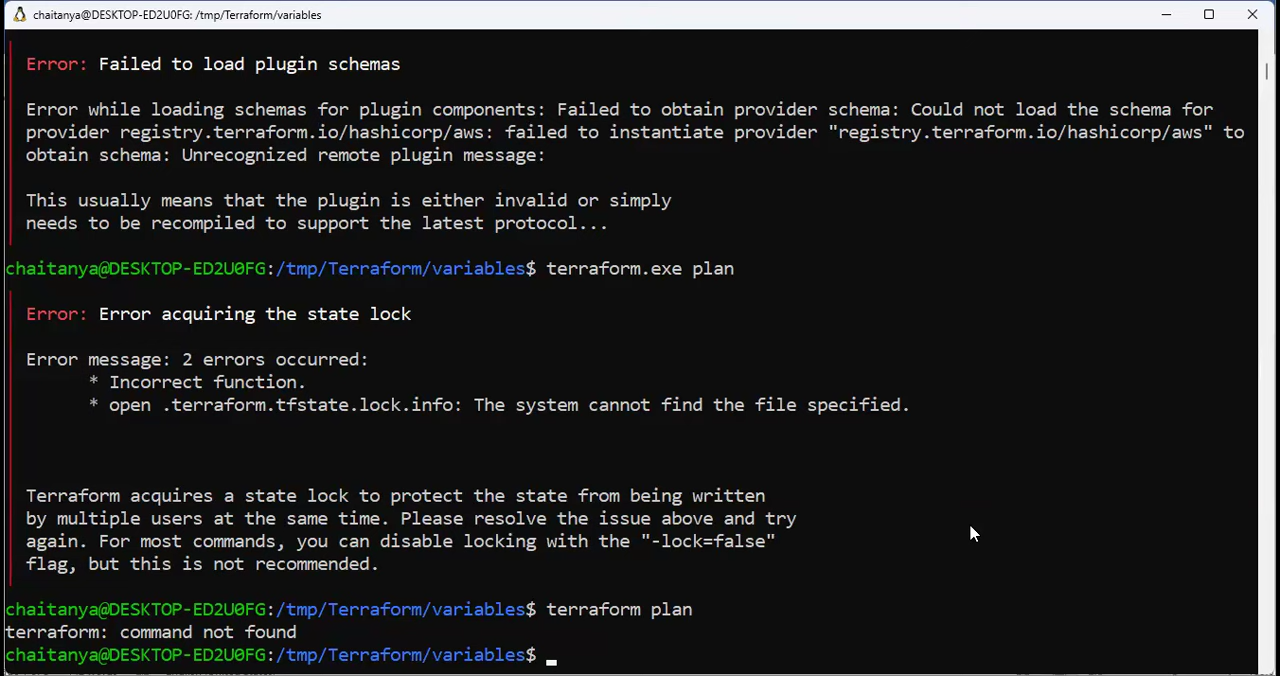 chaitanya@DESKTOP-ED2U0FG: /tmp/Terraform/variables
Error: Failed to load plugin schemas
Error while loading schemas for plugin components: Failed to obtain provider schema: Could not load the schema for
provider registry.terraform.io/hashicorp/aws: failed to instantiate provider "registry.terraform.io/hashicorp/aws" to
obtain schema: Unrecognized remote plugin message:
This usually means that the plugin is either invalid or simply
needs to be recompiled to support the latest protocol...
chaitanya@DESKTOP-ED2U0FG:/tmp/Terraform/variables$ terraform.exe plan
Error: Error acquiring the state lock
Error message: 2 errors occurred:
* Incorrect function.
* open .terraform.tfstate.lock.info: The system cannot find the file specified.
Terraform acquires a state lock to protect the state from being written
by multiple users at the same time. Please resolve the issue above and try
again. For most commands, you can disable locking with the "-lock=false"
flag, but this is not recommended.
chaitanya@DESKTOP-ED2U0FG:/tmp/Terraform/variables$ terraform plan
terraform: command not found
chaitanya@DESKTOP-ED2U0FG:/tmp/Terraform/variables$